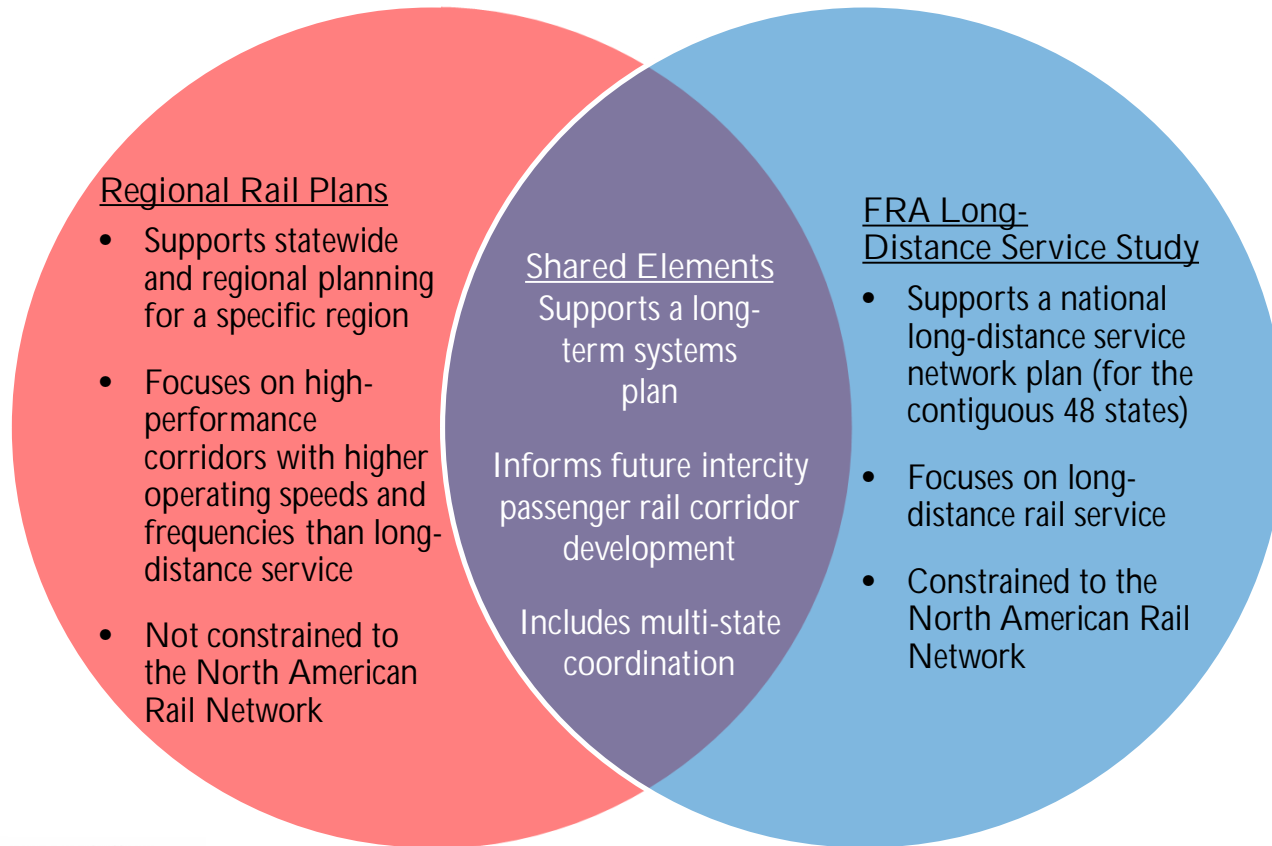 Regional Rail Plans
• Supports statewide
and regional planning
for a specific region
• Focuses on high-
performance
corridors with higher
operating speeds and
frequencies than long-
distance service
• Not constrained to
the North American
Rail Network
Shared Elements
Supports a long-
term systems
plan
Informs future intercity
passenger rail corridor
development
Includes multi-state
coordination
FRA Long-
Distance Service Study
• Supports a national
long-distance service
network plan (for the
contiguous 48 states)
• Focuses on long-
distance rail service
• Constrained to the
North American Rail
Network